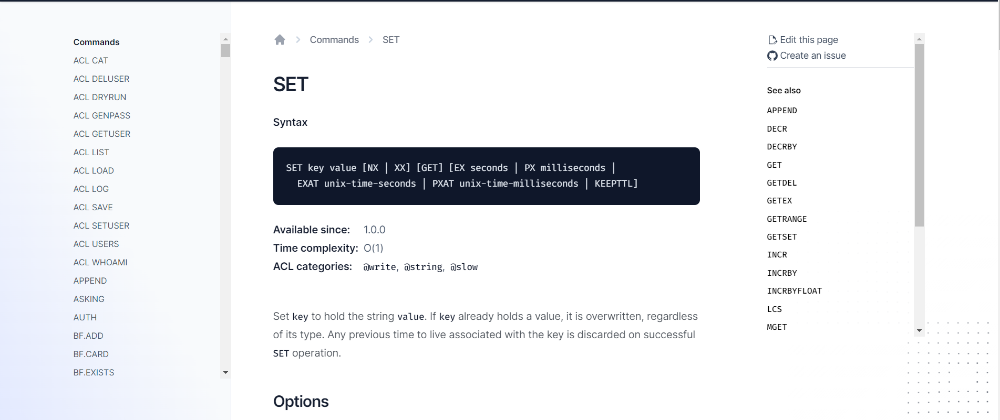 Commands
ACL CAT
ACL DELUSER
ACL DRYRUN
ACL GENPASS
ACL GETUSER
ACL LIST
ACL LOAD
ACL LOG
ACL SAVE
ACL SETUSER
ACL USERS
ACL WHOAMI
APPEND
ASKING
AUTH
BF.ADD
BF.CARD
BF.EXISTS
Commands SET
SET
Syntax
SET key value [NX | XX] [GET] [EX seconds | PX milliseconds |
EXAT unix-time-seconds | PXAT unix-time-milliseconds | KEEPTTL]
Available since: 1.0.0
Time complexity: O(1)
ACL categories: @write, @string, @slow
Set key to hold the string value. If key already holds a value, it is overwritten, regardless
of its type. Any previous time to live associated with the key is discarded on successful
SET operation.
Options
Edit this page
Create an issue
See also
APPEND
DECR
DECRBY
GET
GETDEL
GETEX
GETRANGE
GETSET
INCR
INCRBY
INCRBYFLOAT
LCS
MGET